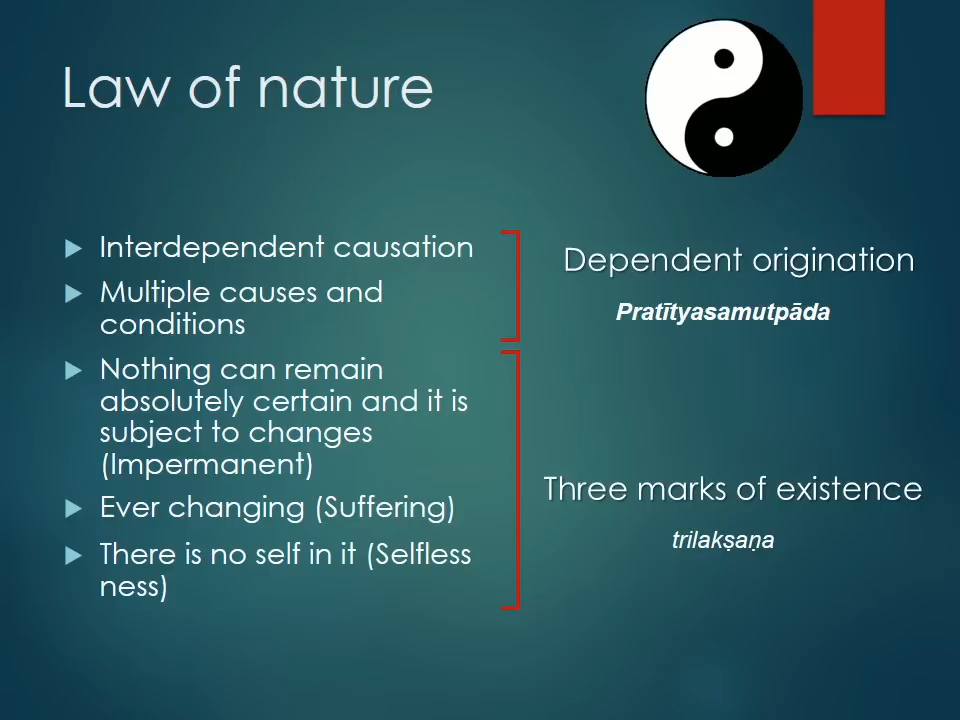 Law of nature
Interdependent causation
Multiple causes and
conditions
Dependent origination
Pratītyasamutpāda
Nothing can remain
absolutely certain and it is
subject to changes
(Impermanent)
Ever changing (Suffering)
There is no self in it (Selfless
ness)
Three marks of existence
trilakṣaṇa